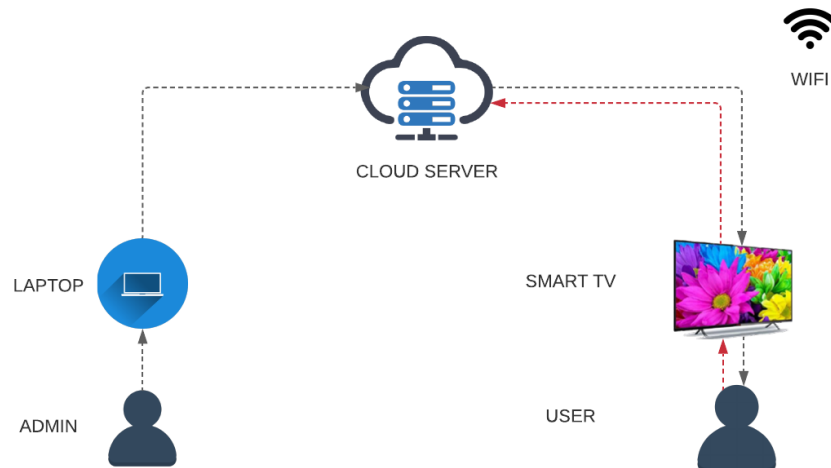 WIFI
CLOUD SERVER
LAPTOP
SMART TV
ADMIN
USER